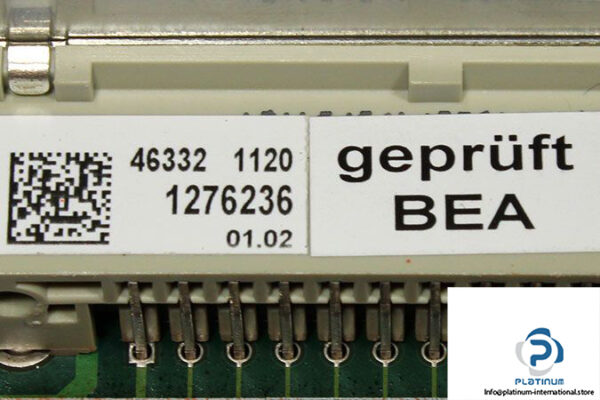 46332 1120
1276236
01.02
geprüft
BEA
PLATINUM
Info@platinum-international.store